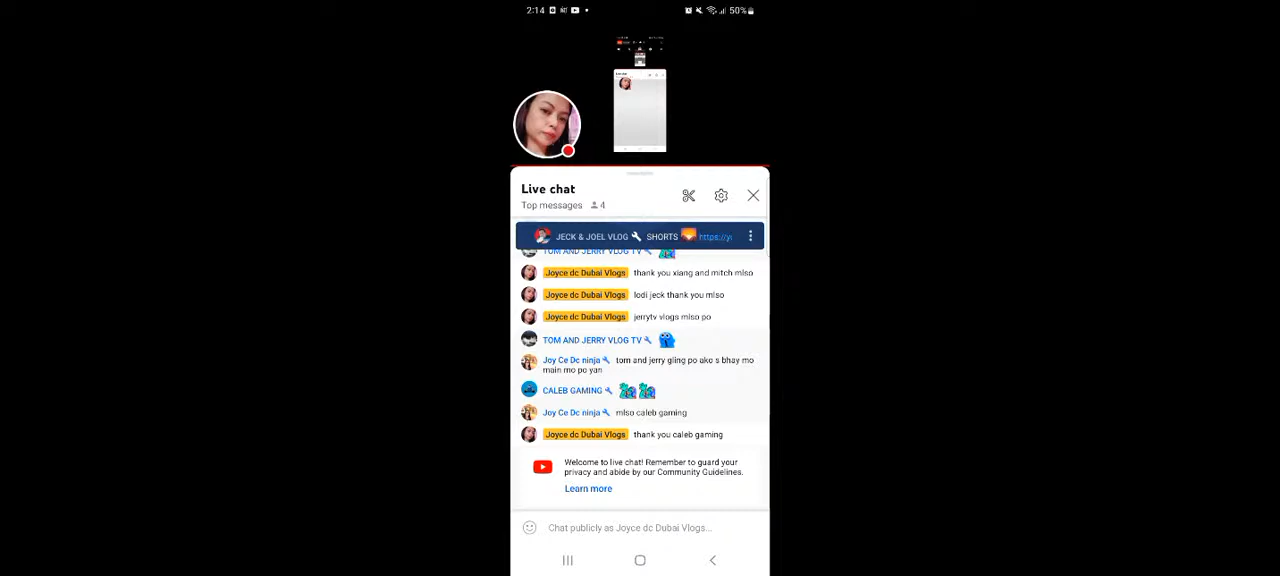 2:14
50%
Live chat
Top messages 4
JECK & JOEL VLOG SHORTS https://y
TOM AND JERRY VLOG TV
Joyce dc Dubai Vlogs thank you xiang and mitch mlso
Joyce dc Dubai Vlogs lodi jeck thank you mlso
Joyce dc Dubai Vlogs jerrytv vlogs mlso po
TOM AND JERRY VLOG TV
Joy Ce Dc ninja tom and jerry gling po ako s bhay mo
main mo po yan
CALEB GAMING
Joy Ce Dc ninja mlso caleb gaming
Joyce dc Dubai Vlogs thank you caleb gaming
Welcome to live chat! Remember to guard your
privacy and abide by our Community Guidelines.
Learn more
Chat publicly as Joyce dc Dubai Vlogs...